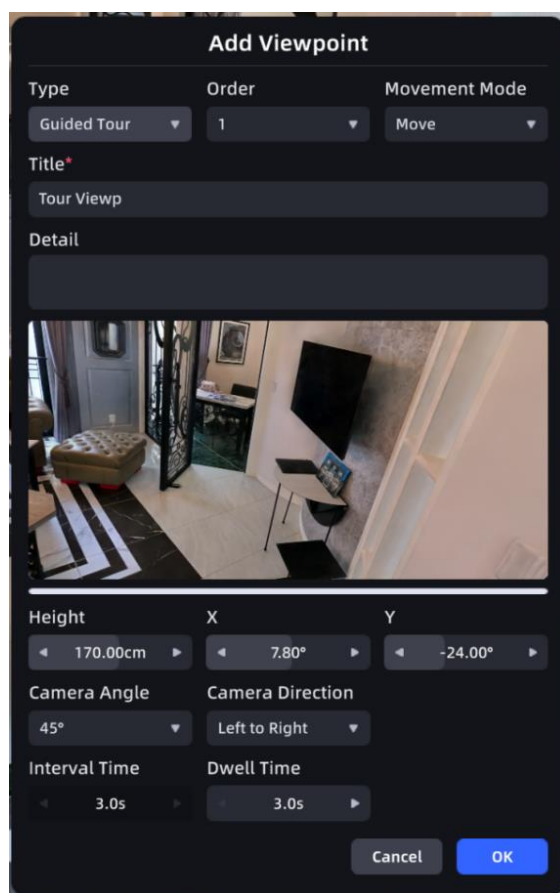 Add Viewpoint
Type Order Movement Mode
Guided Tour 1 Move
Title*
Tour Viewp
Detail
Height X Y
170.00cm 7.80° -24.00°
Camera Angle Camera Direction
45° Left to Right
Interval Time Dwell Time
3.0s 3.0s
Cancel OK